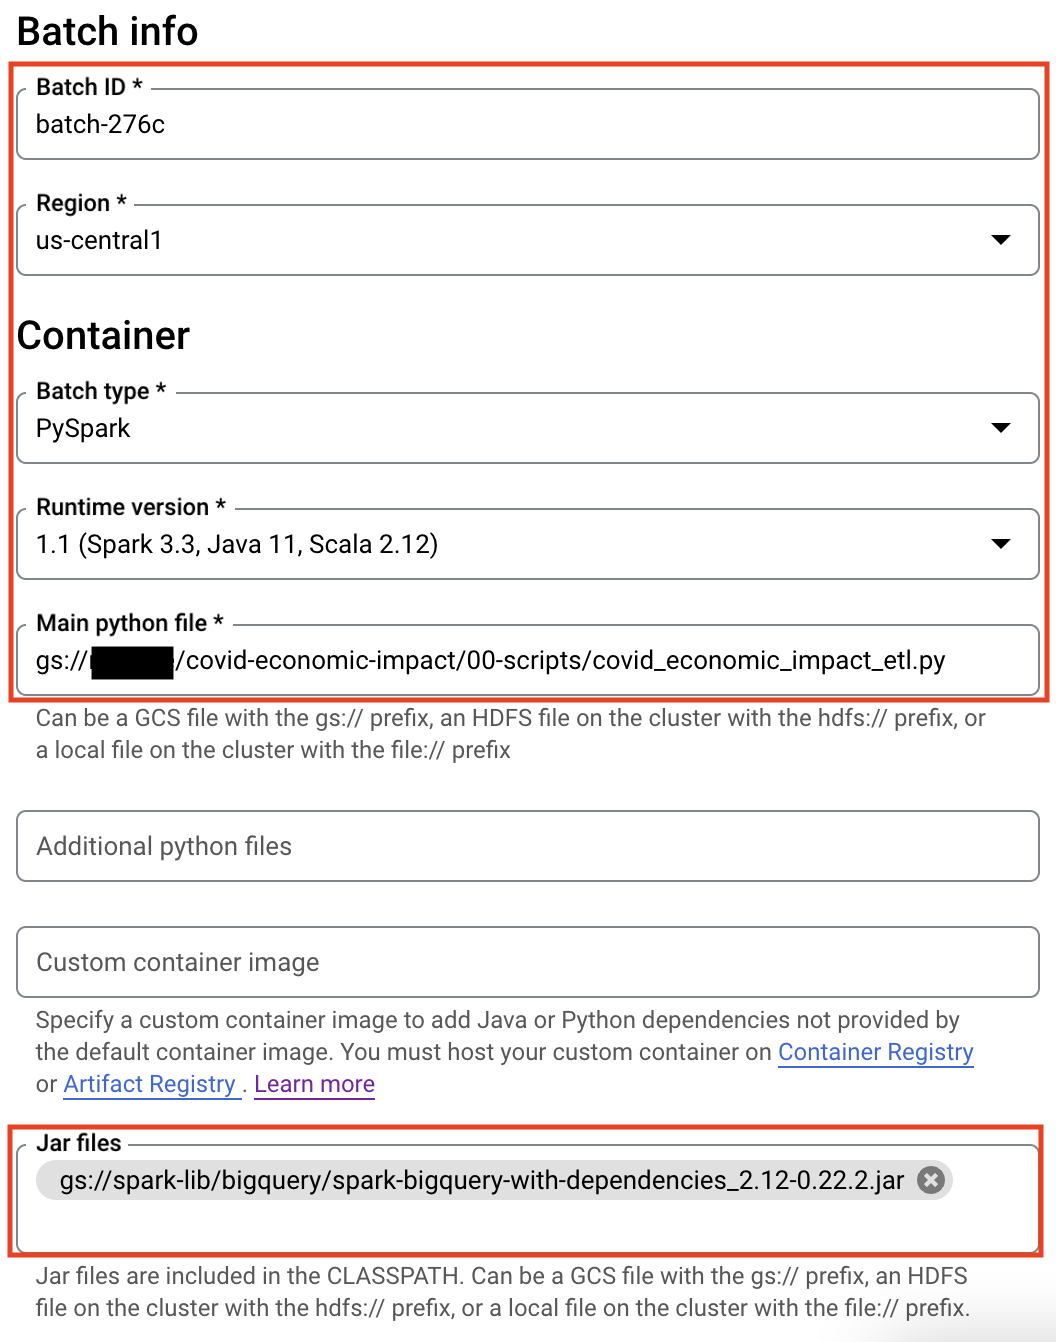 Batch info
Batch ID *
batch-276c
Region *
us-central1
Container
Batch type *
PySpark
Runtime version *
1.1 (Spark 3.3, Java 11, Scala 2.12)
Main python file *
gs:// /covid-economic-impact/00-scripts/covid_economic_impact_etl.py
Can be a GCS file with the gs:// prefix, an HDFS file on the cluster with the hdfs:// prefix, or
a local file on the cluster with the file:// prefix
Additional python files
Custom container image
Specify a custom container image to add Java or Python dependencies not provided by
the default container image. You must host your custom container on Container Registry
or Artifact Registry . Learn more
Jar files
gs://spark-lib/bigquery/spark-bigquery-with-dependencies_2.12-0.22.2.jar
Jar files are included in the CLASSPATH. Can be a GCS file with the gs:// prefix, an HDFS
file on the cluster with the hdfs:// prefix, or a local file on the cluster with the file:// prefix.